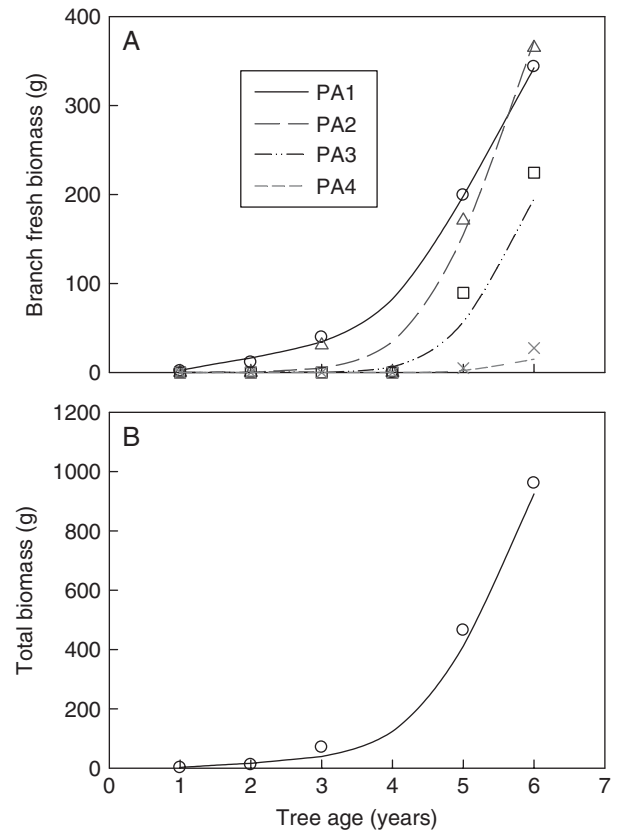 A
Branch fresh biomass (g)
400
300
200
100
0
PA1
PA2
PA3
PA4
B
Total biomass (g)
1200
1000
800
600
400
200
0
0 1 2 3 4 5 6 7
Tree age (years)